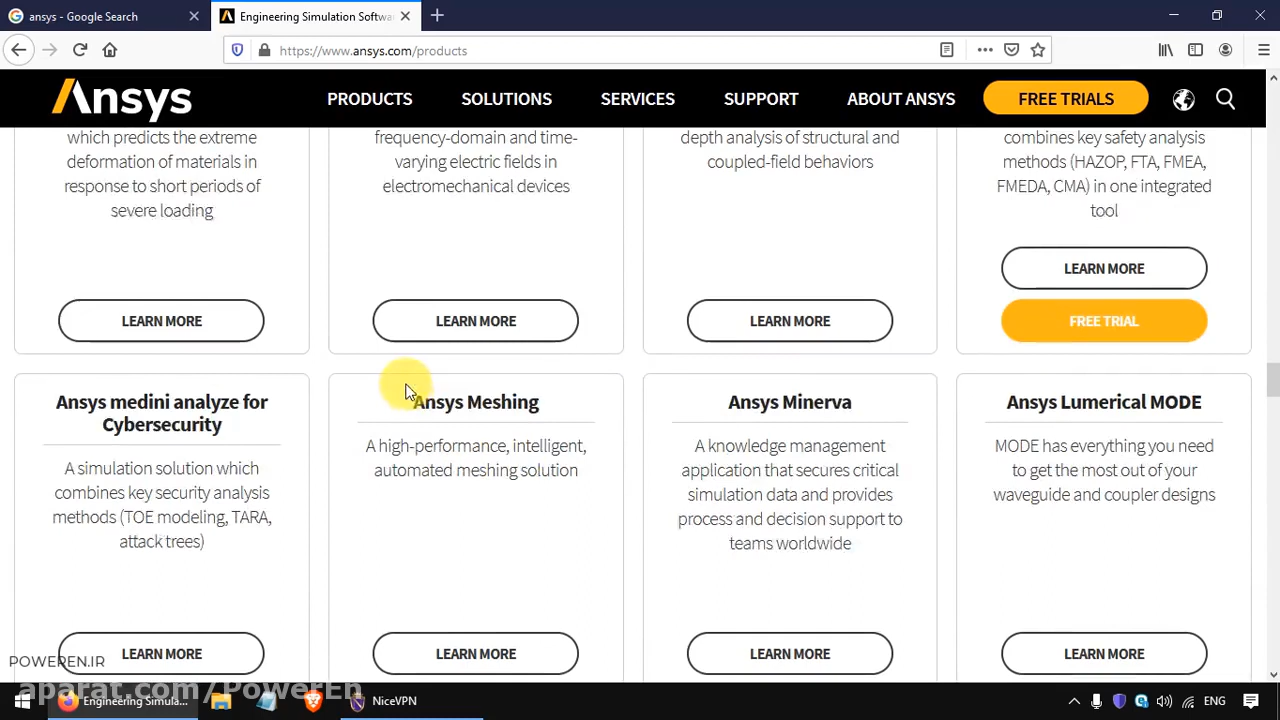 ansys - Google Search
Engineering Simulation Softwa
https://www.ansys.com/products
Ansys
PRODUCTS SOLUTIONS SERVICES SUPPORT ABOUT ANSYS FREE TRIALS
which predicts the extreme
deformation of materials in
response to short periods of
severe loading
LEARN MORE
frequency-domain and time-
varying electric fields in
electromechanical devices
LEARN MORE
depth analysis of structural and
coupled-field behaviors
LEARN MORE
combines key safety analysis
methods (HAZOP, FTA, FMEA,
FMEDA, CMA) in one integrated
tool
LEARN MORE
FREE TRIAL
Ansys medini analyze for
Cybersecurity
A simulation solution which
combines key security analysis
methods (TOE modeling, TARA,
attack trees)
LEARN MORE
Ansys Meshing
A high-performance, intelligent,
automated meshing solution
LEARN MORE
Ansys Minerva
A knowledge management
application that secures critical
simulation data and provides
process and decision support to
teams worldwide
LEARN MORE
Ansys Lumerical MODE
MODE has everything you need
to get the most out of your
waveguide and coupler designs
LEARN MORE
POWEREN.IR
aparat.com/PowerEn
Engineering Simula...
NiceVPN
ENG